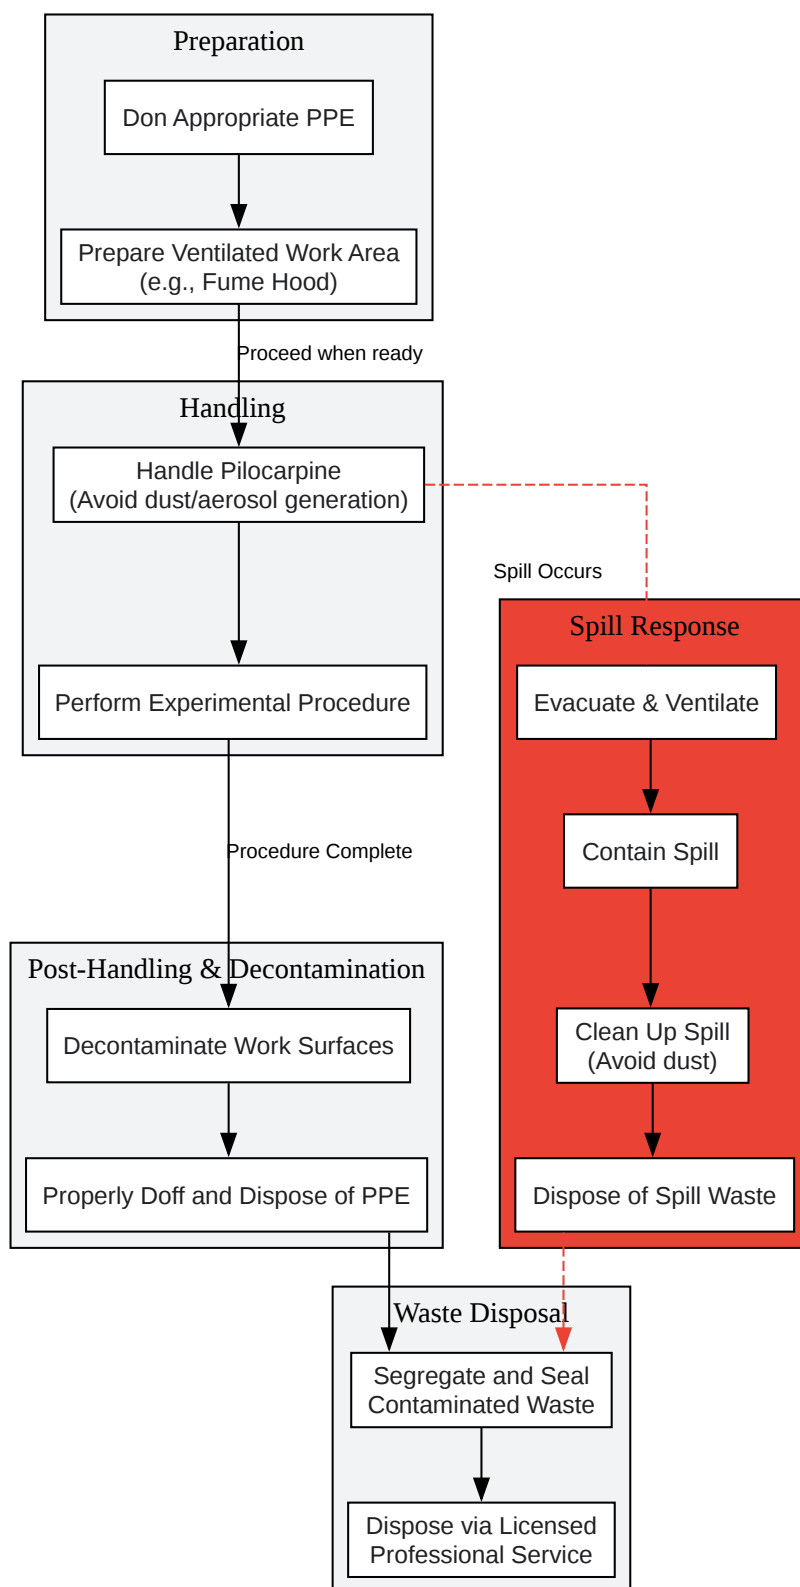 Preparation
Don Appropriate PPE
Prepare Ventilated Work Area
(e.g., Fume Hood)
Proceed when ready
Handling
Handle Pilocarpine
(Avoid dust/aerosol generation)
Spill Occurs
Perform Experimental Procedure
Spill Response
Evacuate & Ventilate
Contain Spill
Clean Up Spill
(Avoid dust)
Dispose of Spill Waste
Procedure Complete
Post-Handling & Decontamination
Decontaminate Work Surfaces
Properly Doff and Dispose of PPE
Waste Disposal
Segregate and Seal
Contaminated Waste
Dispose via Licensed
Professional Service